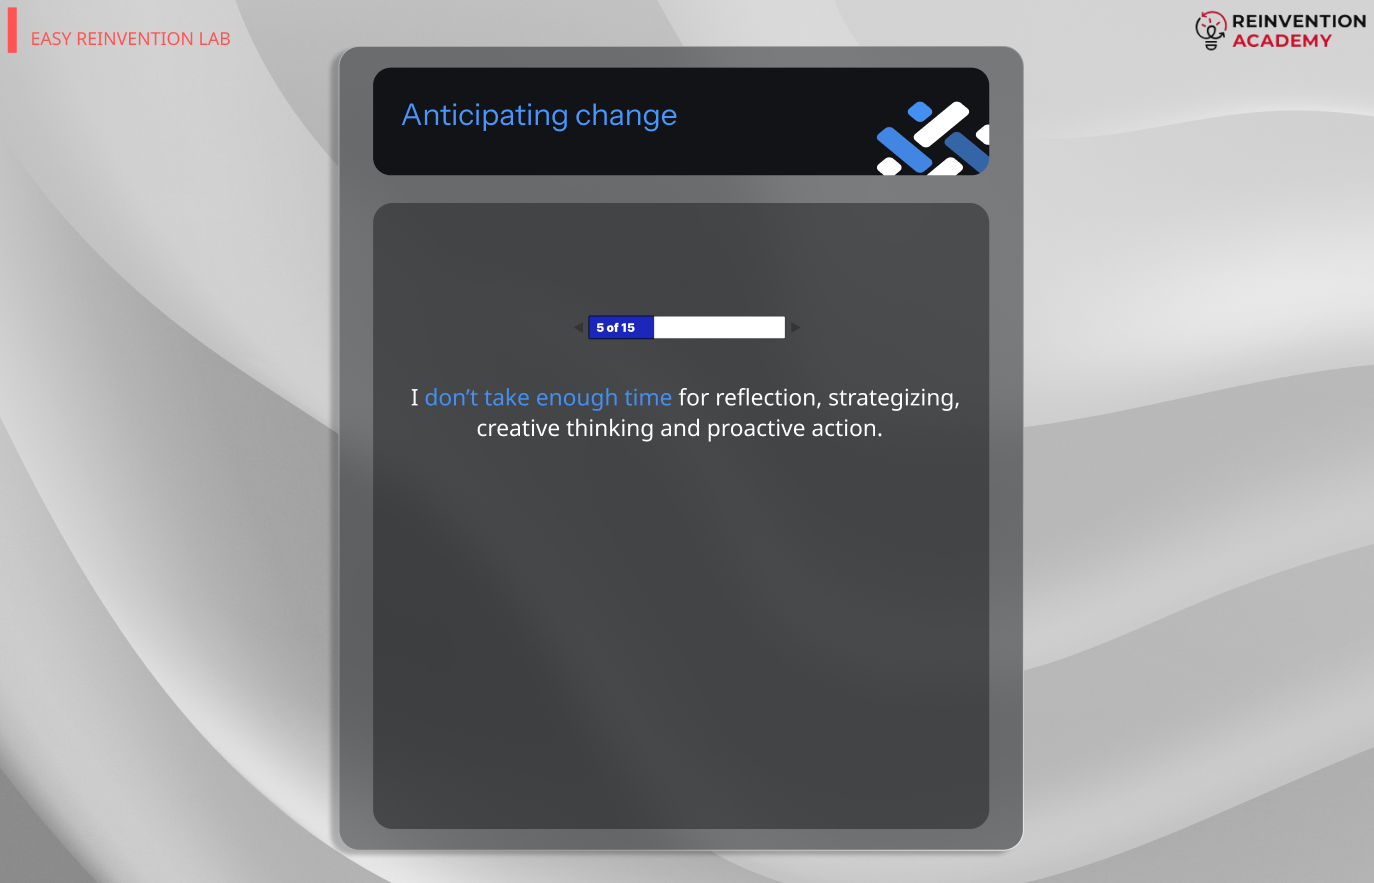 EASY REINVENTION LAB
REINVENTION
ACADEMY
Anticipating change
5 of 15
I don’t take enough time for reflection, strategizing,
creative thinking and proactive action.